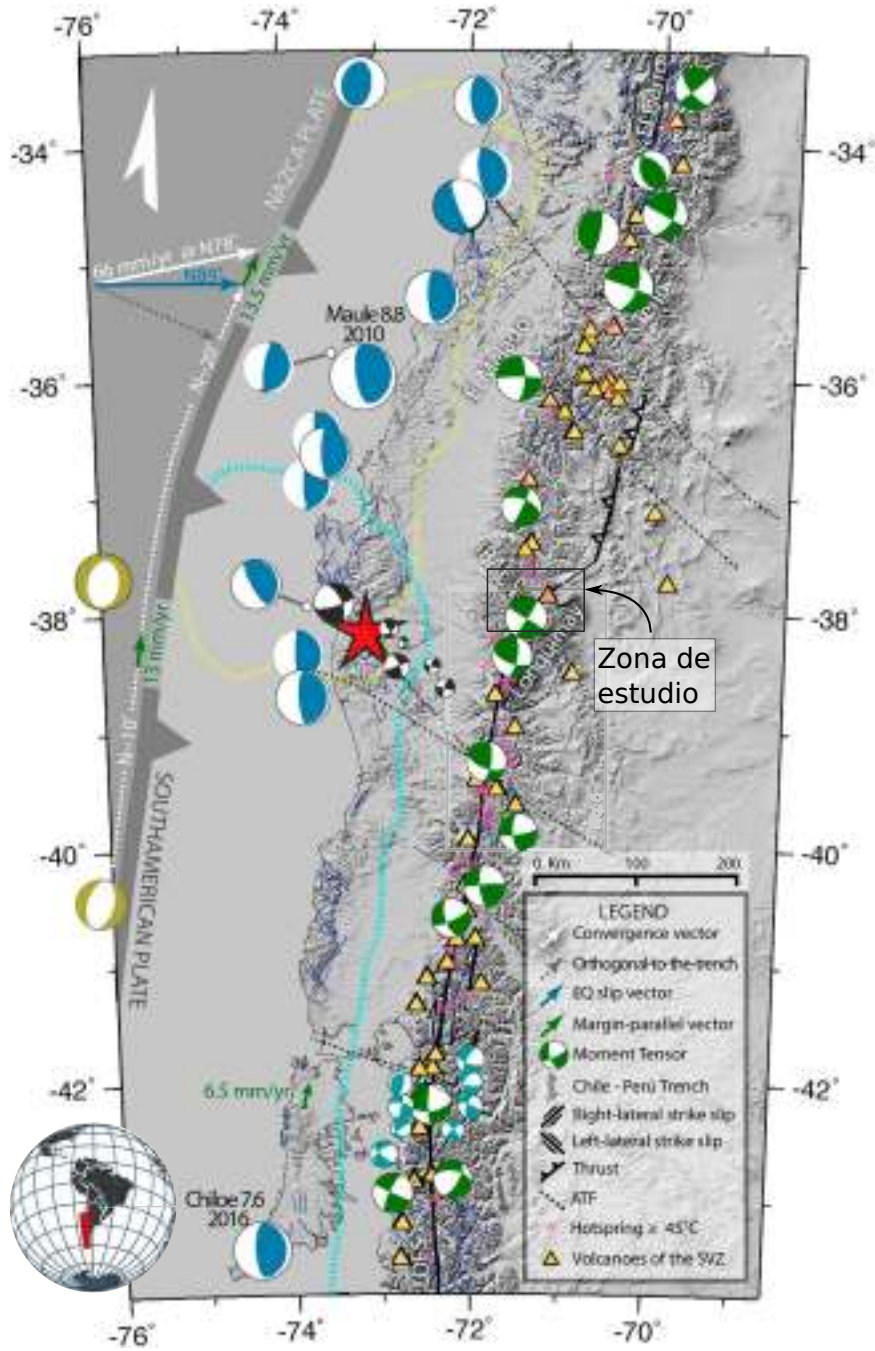 -76°
-74°
-72°
-70°
-34°
-34°
NAZCA PLATE
66 mm/yr @ N78°
N89°
13.5 mm/yr
Maule 8.8
2010
-36°
-36°
-38°
-38°
13 mm/yr
Zona de
estudio
SOUTHAMERICAN PLATE
-40°
-40°
0 Km 100 200
LEGEND
Convergence vector
Orthogonal to the trench
EQ slip vector
Margin-parallel vector
Moment Tensor
Chile - Perú Trench
Right-lateral strike slip
Left-lateral strike slip
Thrust
ATF
Hotspring ≥ 45°C
Volcanoes of the SVZ
-42°
-42°
6.5 mm/yr
Chiloe 7.6
2016
-76°
-74°
-72°
-70°